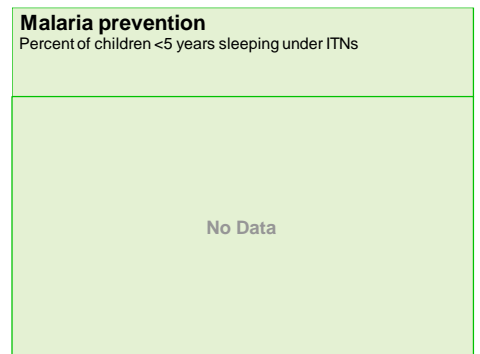 Malaria prevention
Percent of children <5 years sleeping under ITNs
No Data